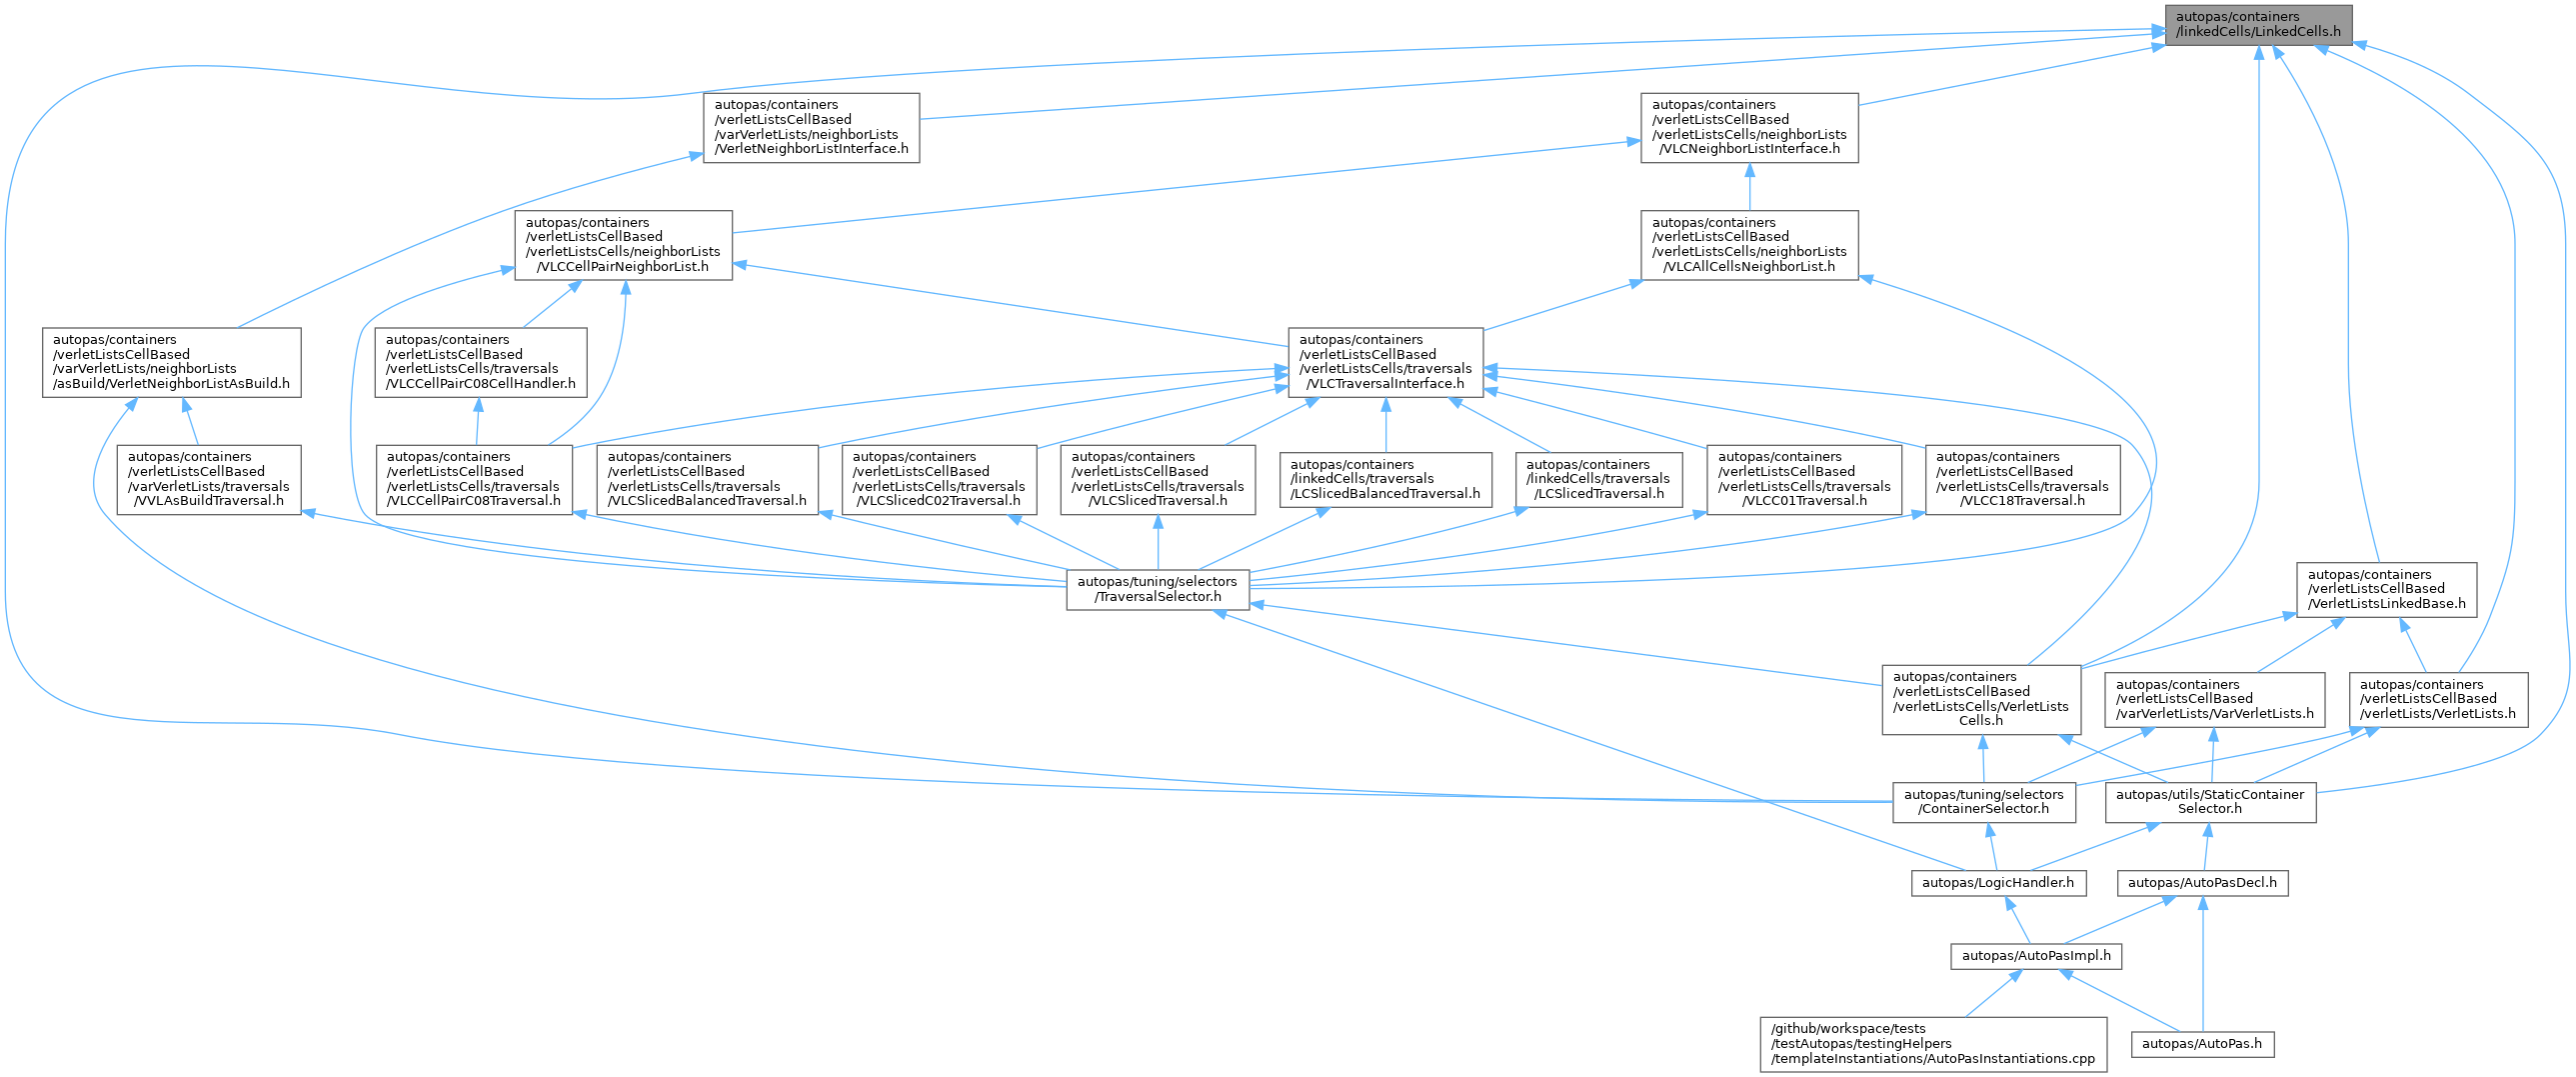 autopas/containers
/linkedCells/LinkedCells.h
autopas/containers
/verletListsCellBased
/varVerletLists/neighborLists
/VerletNeighborListInterface.h
autopas/containers
/verletListsCellBased
/verletListsCells/neighborLists
/VLCNeighborListInterface.h
autopas/containers
/verletListsCellBased
/verletListsCells/neighborLists
/VLCCellPairNeighborList.h
autopas/containers
/verletListsCellBased
/verletListsCells/neighborLists
/VLCAllCellsNeighborList.h
autopas/containers
/verletListsCellBased
/varVerletLists/neighborLists
/asBuild/VerletNeighborListAsBuild.h
autopas/containers
/verletListsCellBased
/verletListsCells/traversals
/VLCCellPairC08CellHandler.h
autopas/containers
/verletListsCellBased
/verletListsCells/traversals
/VLCTraversalInterface.h
autopas/containers
/verletListsCellBased
/varVerletLists/traversals
/VVLAsBuildTraversal.h
autopas/containers
/verletListsCellBased
/verletListsCells/traversals
/VLCCellPairC08Traversal.h
autopas/containers
/verletListsCellBased
/verletListsCells/traversals
/VLCSlicedBalancedTraversal.h
autopas/containers
/verletListsCellBased
/verletListsCells/traversals
/VLCSlicedC02Traversal.h
autopas/containers
/verletListsCellBased
/verletListsCells/traversals
/VLCSlicedTraversal.h
autopas/containers
/linkedCells/traversals
/LCSlicedBalancedTraversal.h
autopas/containers
/linkedCells/traversals
/LCSlicedTraversal.h
autopas/containers
/verletListsCellBased
/verletListsCells/traversals
/VLCC01Traversal.h
autopas/containers
/verletListsCellBased
/verletListsCells/traversals
/VLCC18Traversal.h
autopas/tuning/selectors
/TraversalSelector.h
autopas/containers
/verletListsCellBased
/VerletListsLinkedBase.h
autopas/containers
/verletListsCellBased
/verletListsCells/VerletLists
Cells.h
autopas/containers
/verletListsCellBased
/varVerletLists/VarVerletLists.h
autopas/containers
/verletListsCellBased
/verletLists/VerletLists.h
autopas/tuning/selectors
/ContainerSelector.h
autopas/utils/StaticContainer
Selector.h
autopas/LogicHandler.h
autopas/AutoPasDecl.h
autopas/AutoPasImpl.h
/github/workspace/tests
/testAutopas/testingHelpers
/templateInstantiations/AutoPasInstantiations.cpp
autopas/AutoPas.h